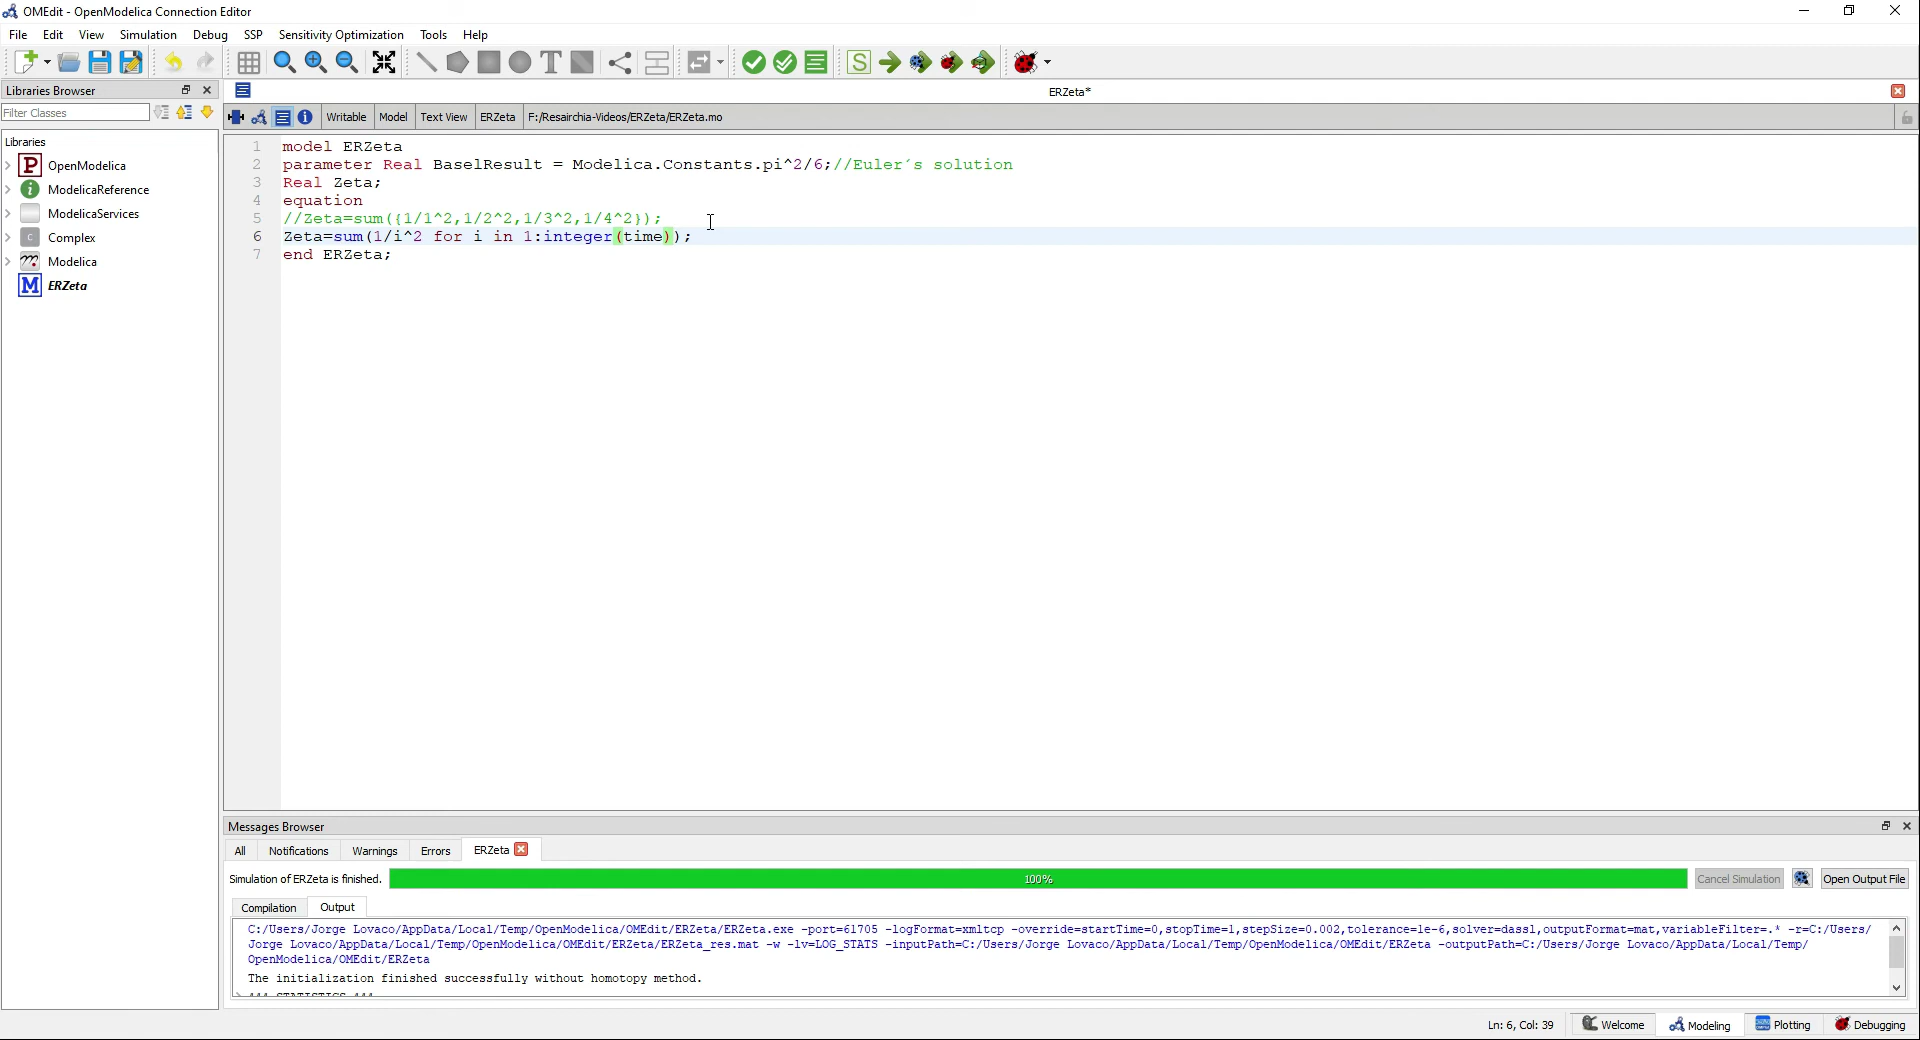 OMEdit - OpenModelica Connection Editor
File Edit View Simulation Debug SSP Sensitivity Optimization Tools Help
Libraries Browser
ERZeta*
Filter Classes
Writable Model Text View ERZeta F:/Resairchia-Videos/ERZeta/ERZeta.mo
Libraries
OpenModelica
ModelicaReference
ModelicaServices
Complex
Modelica
ERZeta
1 model ERZeta
2 parameter Real BaselResult = Modelica.Constants.pi^2/6;//Euler´s solution
3 Real Zeta;
4 equation
5 //Zeta=sum({1/1^2,1/2^2,1/3^2,1/4^2});
6 Zeta=sum(1/i^2 for i in 1:integer(time));
7 end ERZeta;
Messages Browser
All Notifications Warnings Errors ERZeta
Simulation of ERZeta is finished. 100% Cancel Simulation Open Output File
Compilation Output
C:/Users/Jorge Lovaco/AppData/Local/Temp/OpenModelica/OMEdit/ERZeta/ERZeta.exe -port=61705 -logFormat=xmltcp -override=startTime=0,stopTime=1,stepSize=0.002,tolerance=1e-6,solver=dassl,outputFormat=mat,variableFilter=.* -r=C:/Users/
Jorge Lovaco/AppData/Local/Temp/OpenModelica/OMEdit/ERZeta/ERZeta_res.mat -w -lv=LOG_STATS -inputPath=C:/Users/Jorge Lovaco/AppData/Local/Temp/OpenModelica/OMEdit/ERZeta -outputPath=C:/Users/Jorge Lovaco/AppData/Local/Temp/
OpenModelica/OMEdit/ERZeta
The initialization finished successfully without homotopy method.
Ln: 6, Col: 39 Welcome Modeling Plotting Debugging